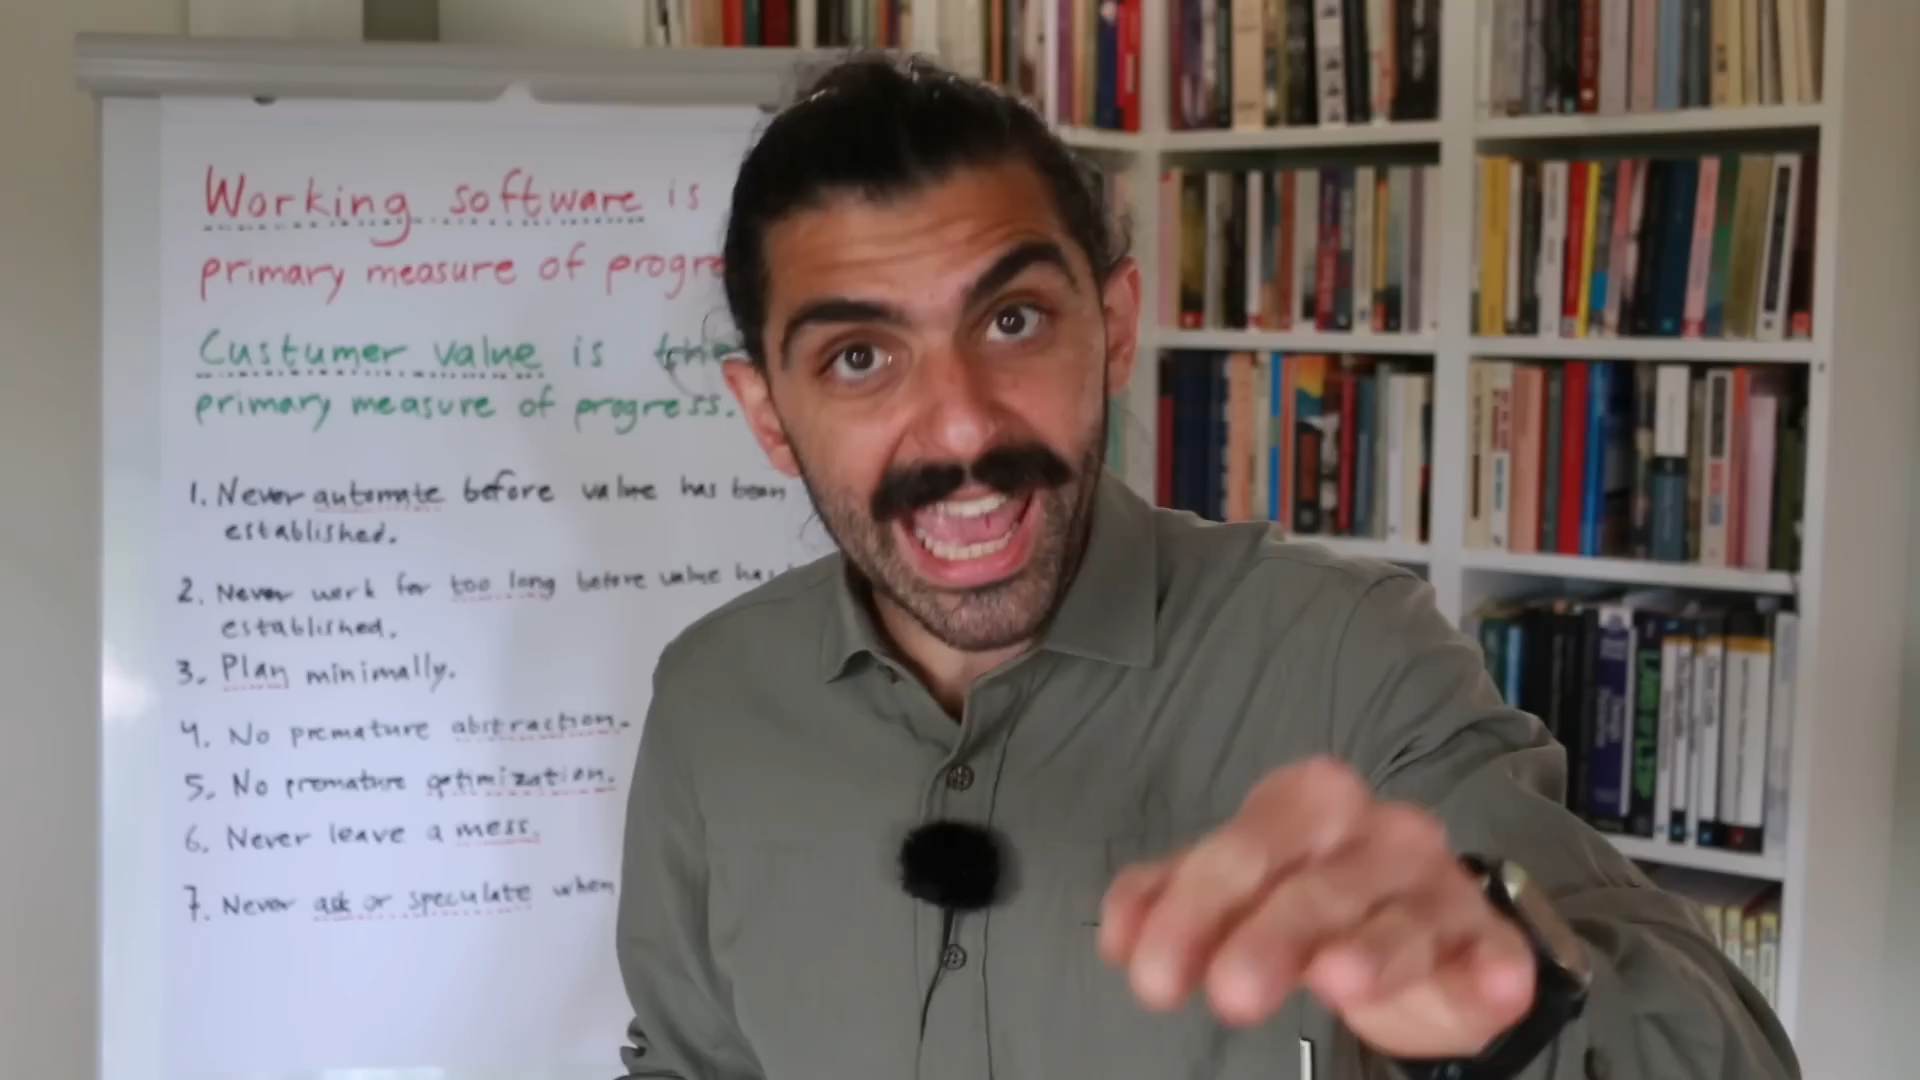 Working software is
primary measure of progre
Custumer value is the
primary measure of progress.
1. Never automate before value has been
established.
2. Never work for too long before value has
established.
3. Plan minimally.
4. No premature abstraction.
5. No premature optimization.
6. Never leave a mess.
7. Never ask or speculate when